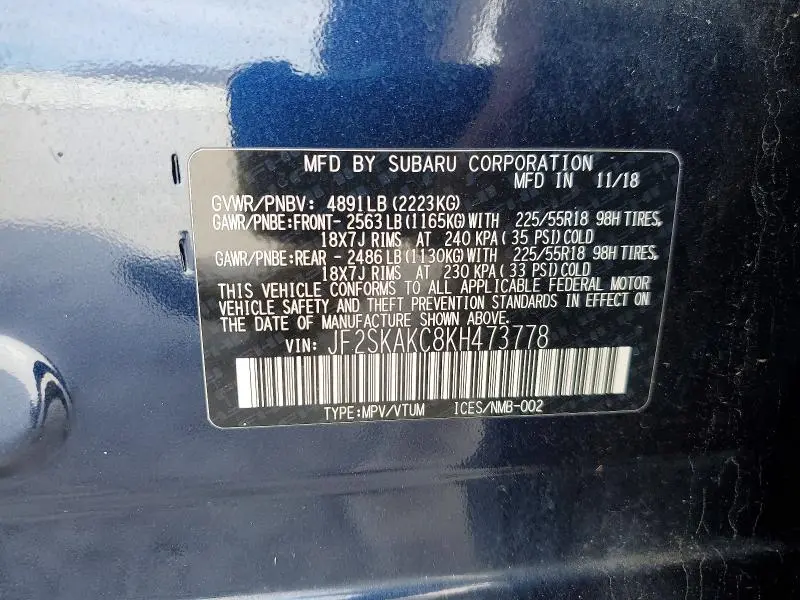 MFD BY SUBARU CORPORATION
MFD IN 11/18
GVWR/PNBV: 4891LB (2223KG)
GAWR/PNBE:FRONT- 2563LB (1165KG) WITH 225/55R18 98H TIRES,
18X7J RIMS AT 240 KPA ( 35 PSI) COLD
GAWR/PNBE:REAR - 2486LB (1130KG) WITH 225/55R18 98H TIRES,
18X7J RIMS AT 230 KPA ( 33 PSI) COLD
THIS VEHICLE CONFORMS TO ALL APPLICABLE FEDERAL MOTOR
VEHICLE SAFETY AND THEFT PREVENTION STANDARDS IN EFFECT ON
THE DATE OF MANUFACTURE SHOWN ABOVE.
VIN: JF2SKAKC8KH473778
TYPE:MPV/VTUM ICES/NMB-002